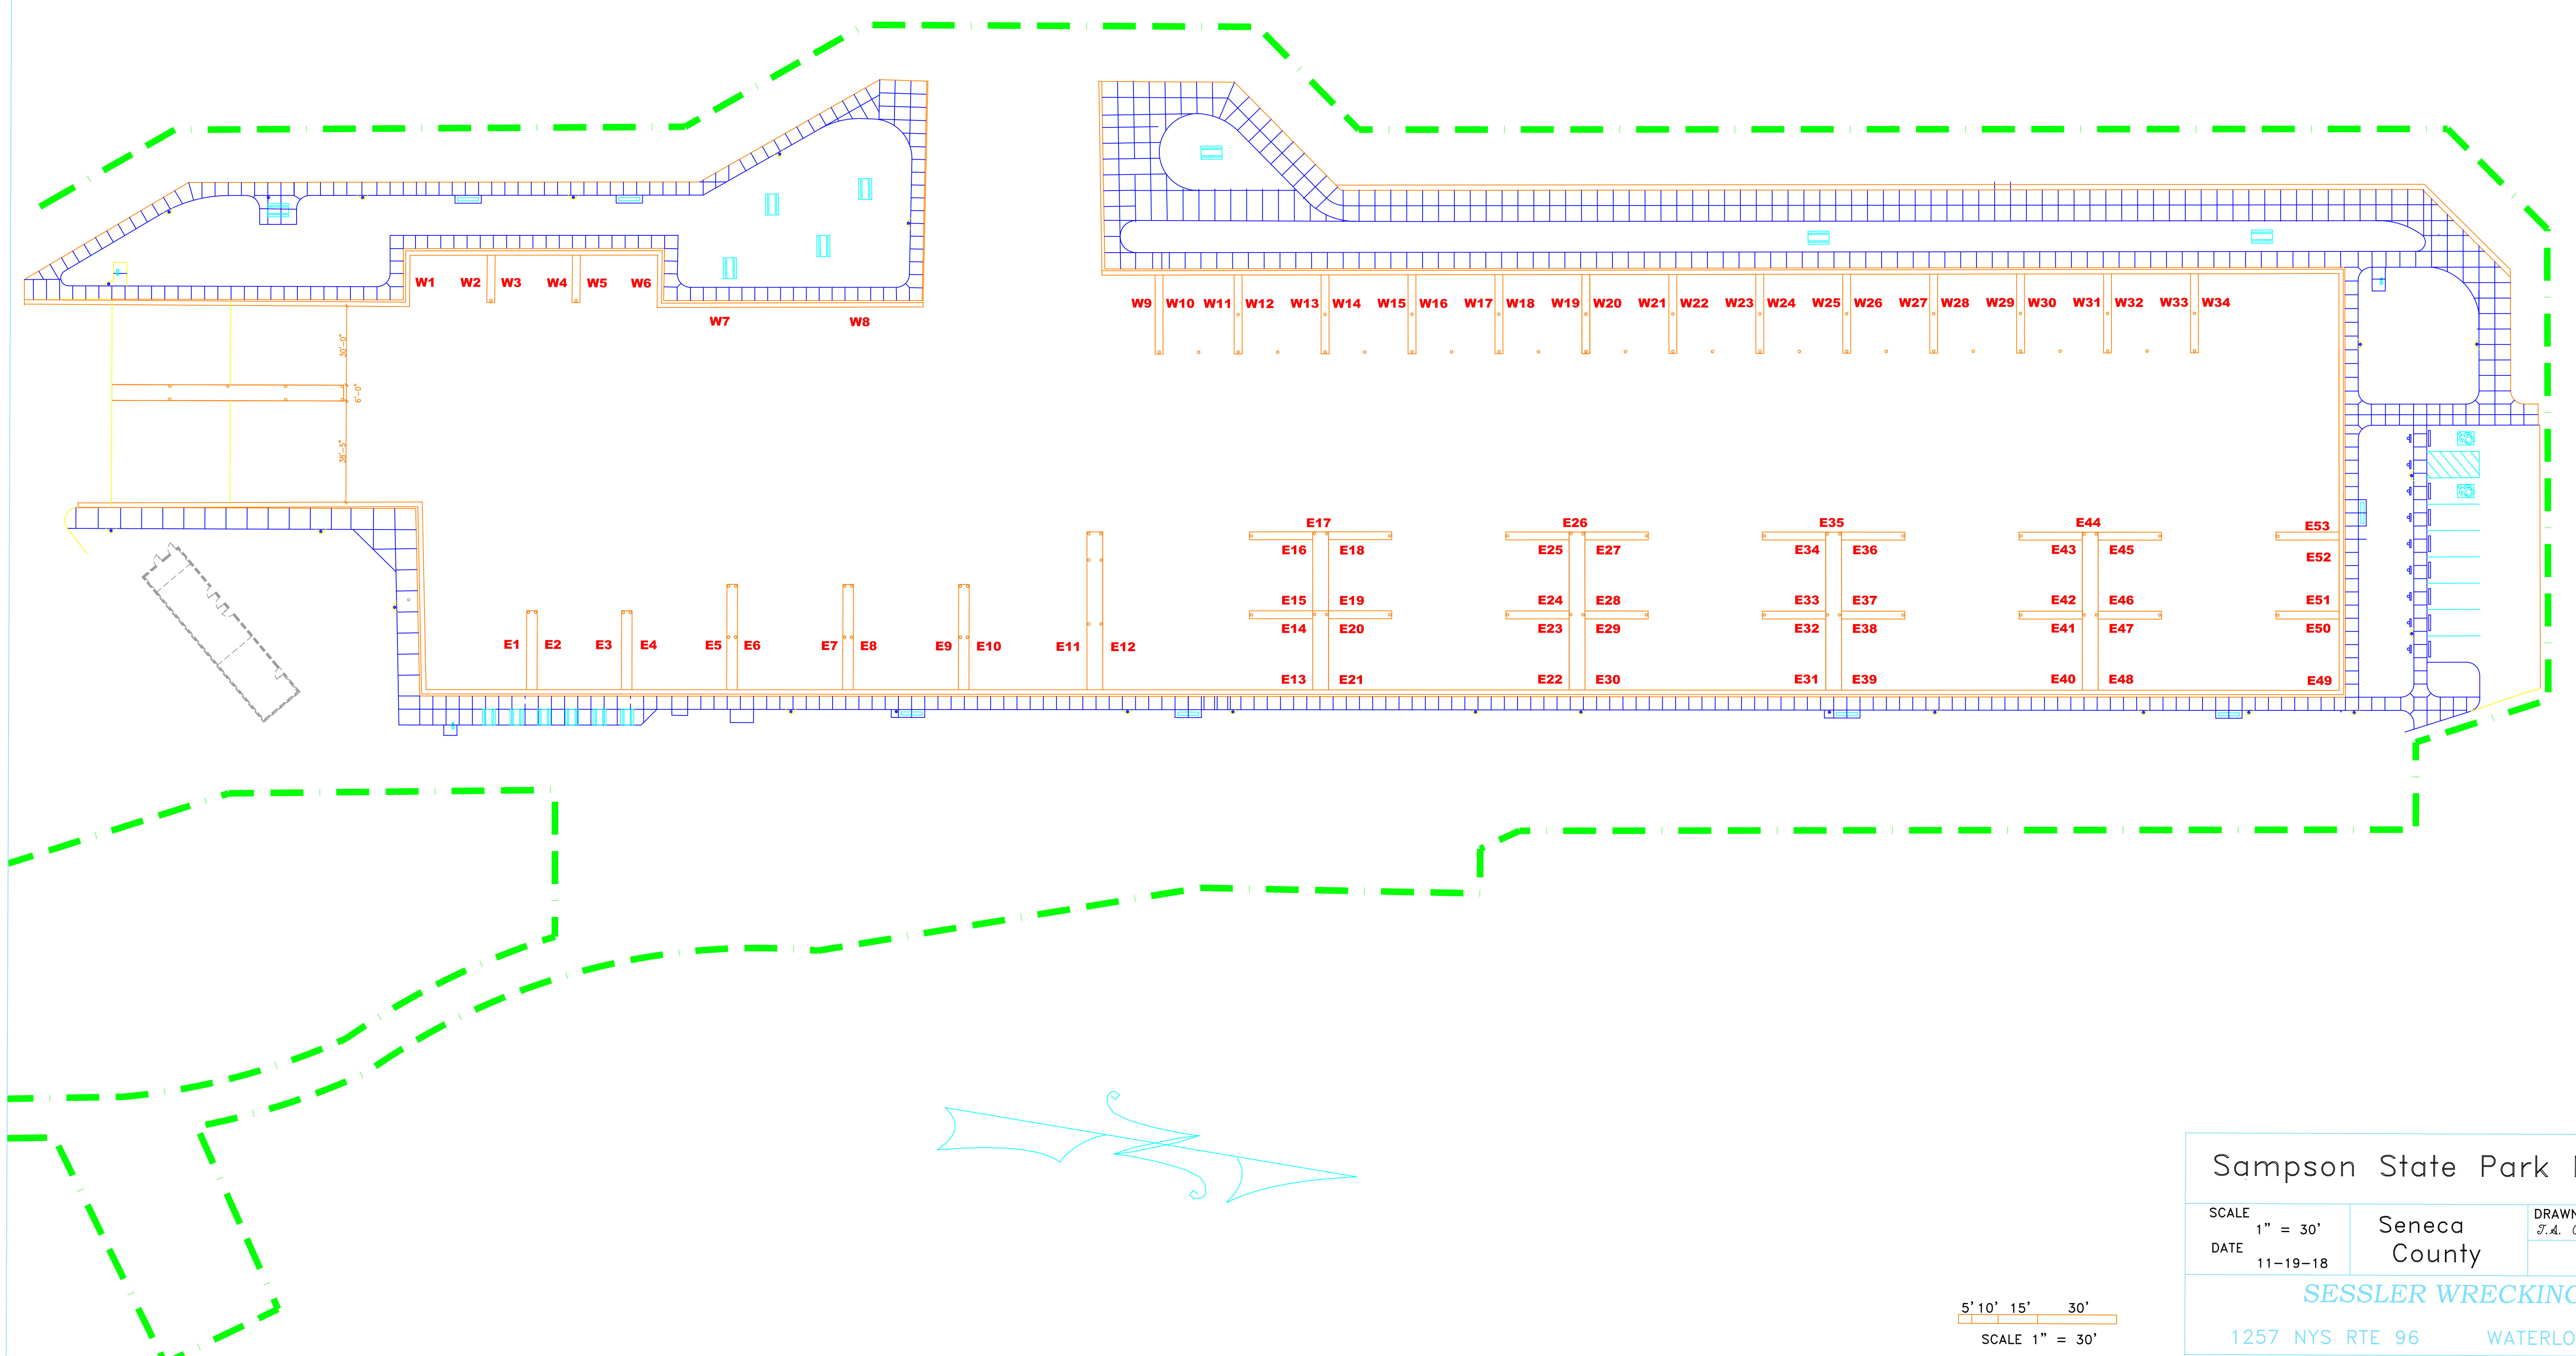 W1 W2 W3 W4 W5 W6
W7 W8
W9 W10 W11 W12 W13 W14 W15 W16 W17 W18 W19 W20 W21 W22 W23 W24 W25 W26 W27 W28 W29 W30 W31 W32 W33 W34
30'-0"
6'-0"
38'-5"
E17 E26 E35 E44 E53
E16 E18 E25 E27 E34 E36 E43 E45 E52
E15 E19 E24 E28 E33 E37 E42 E46 E51
E14 E20 E23 E29 E32 E38 E41 E47 E50
E1 E2 E3 E4 E5 E6 E7 E8 E9 E10 E11 E12
E13 E21 E22 E30 E31 E39 E40 E48 E49
Sampson State Park
SCALE
1" = 30'
DATE
11-19-18
Seneca
County
DRAWN
SESSLER WRECKING
1257 NYS RTE 96 WATERLO
5' 10' 15' 30'
SCALE 1" = 30'